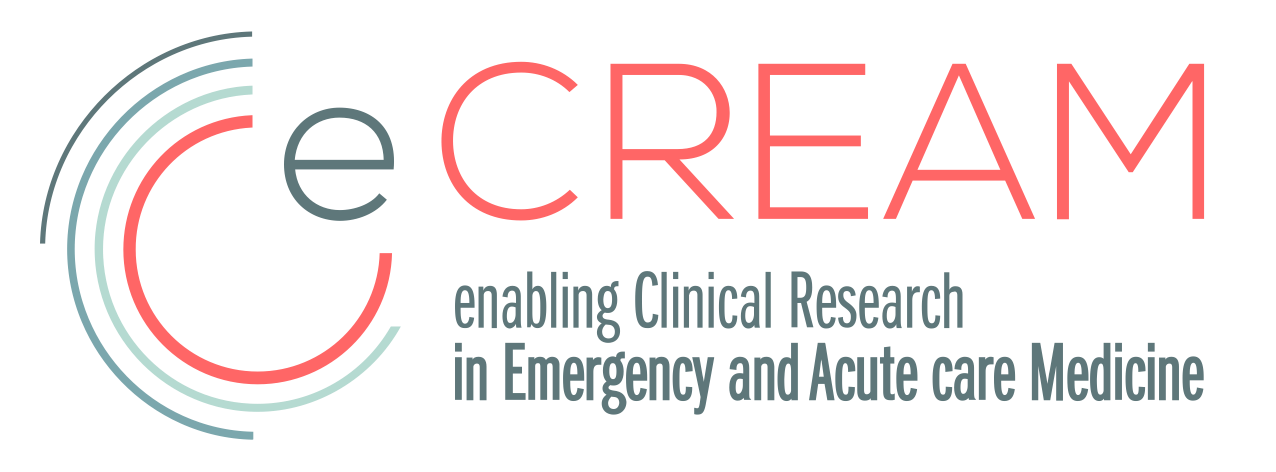 eCREAM
enabling Clinical Research
in Emergency and Acute care Medicine